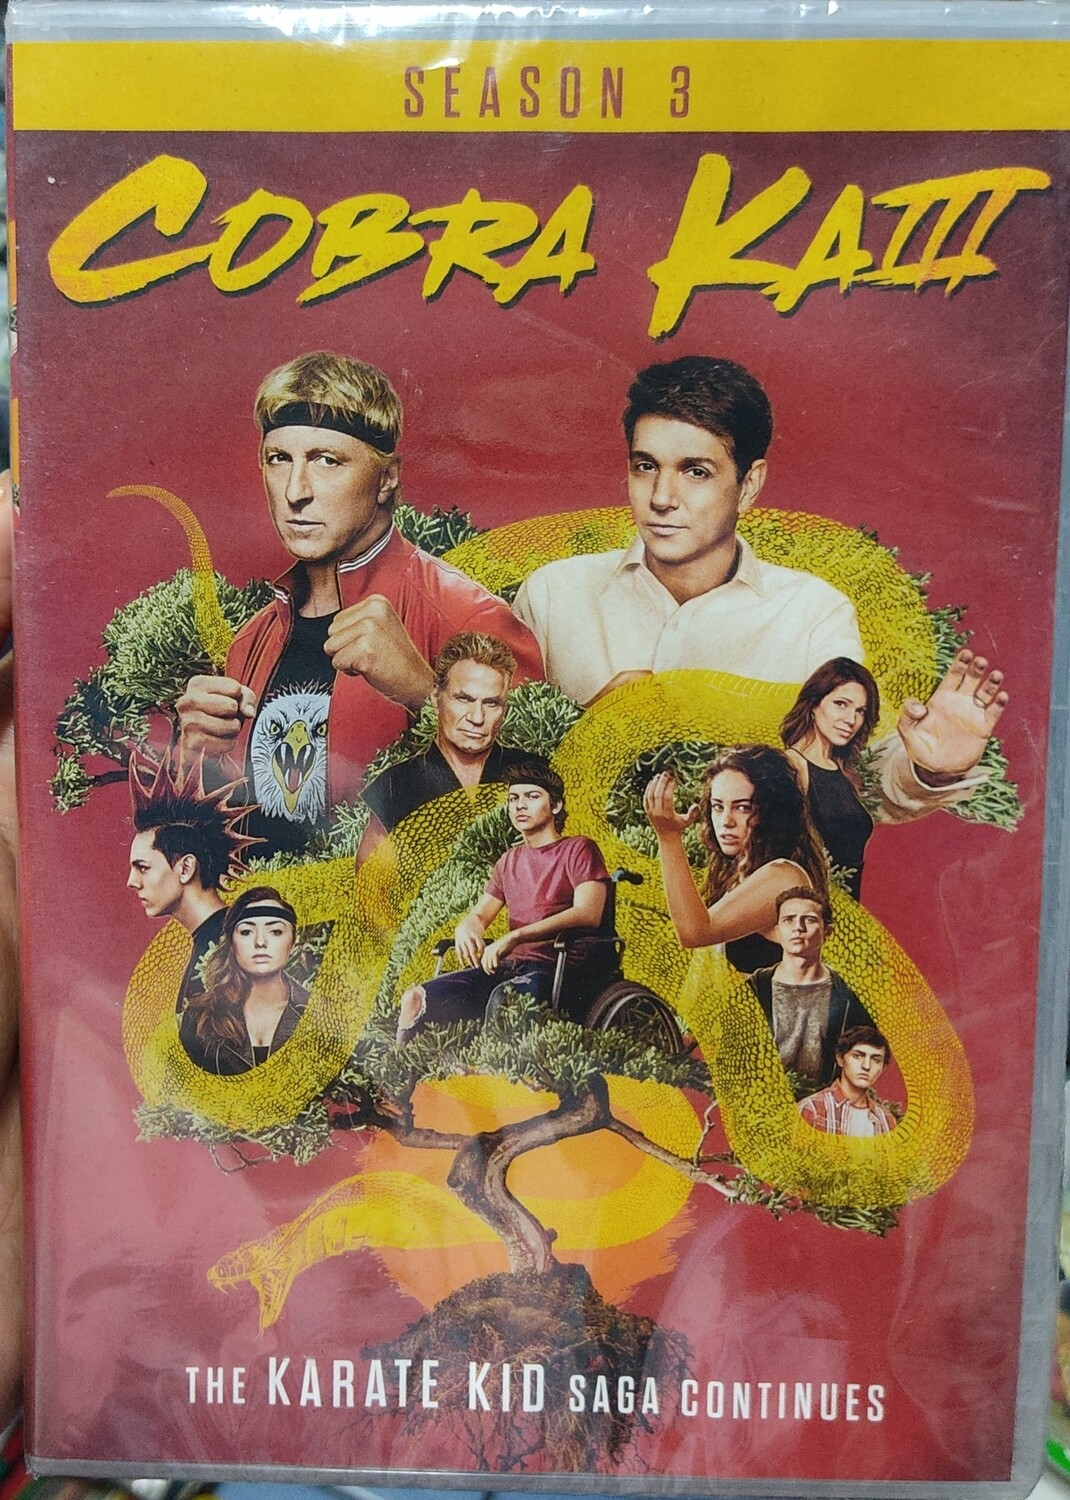 SEASON 3
COBRA KAIII
THE KARATE KID SAGA CONTINUES